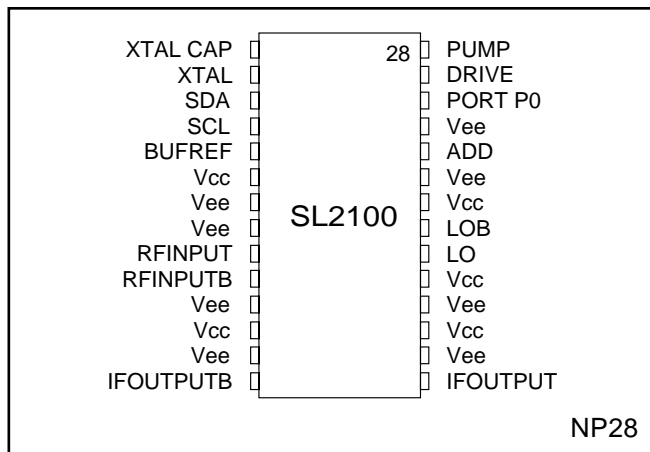 XTAL CAP 28 PUMP
XTAL DRIVE
SDA PORT P0
SCL Vee
BUFREF ADD
Vcc Vee
Vee Vcc
Vee SL2100 LOB
RFINPUT LO
RFINPUTB Vcc
Vee Vee
Vcc Vcc
Vee Vee
IFOUTPUTB IFOUTPUT
NP28